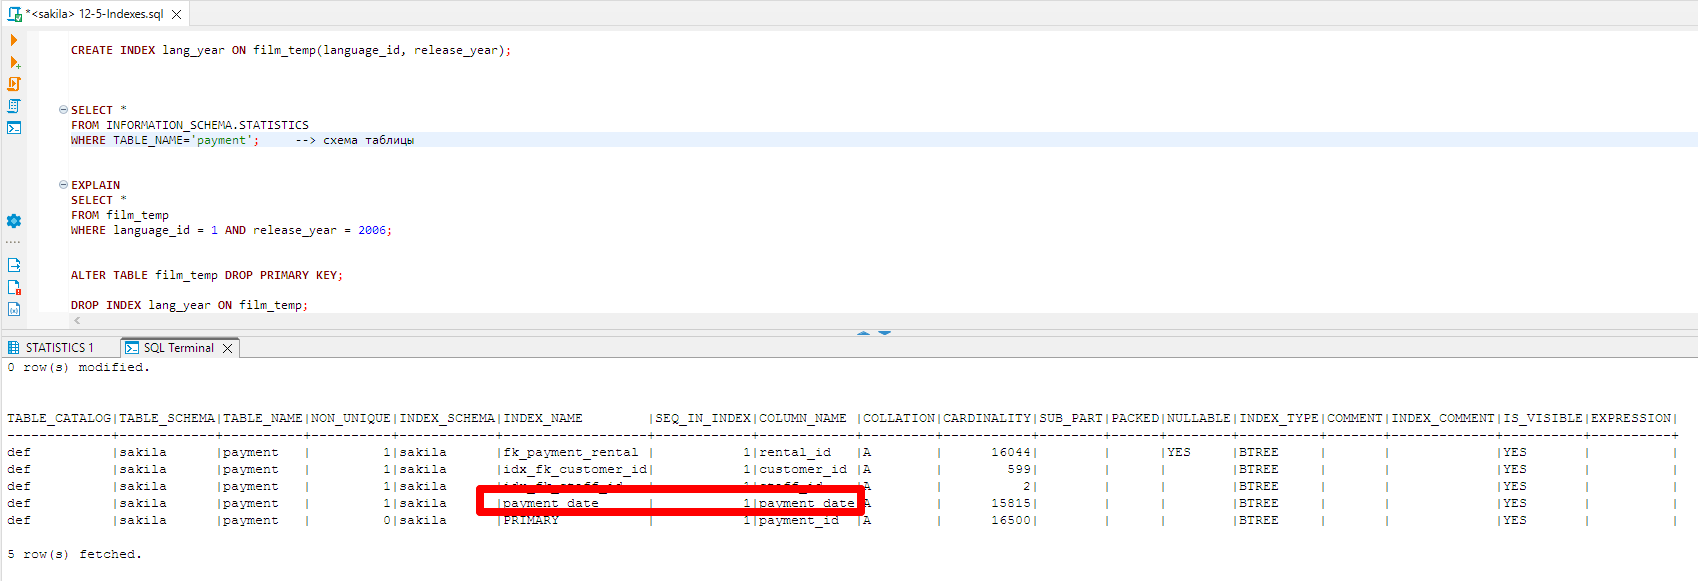 *<sakila> 12-5-Indexes.sql
CREATE INDEX lang_year ON film_temp(language_id, release_year);
SELECT *
FROM INFORMATION_SCHEMA.STATISTICS
WHERE TABLE_NAME='payment';     --> схема таблицы
EXPLAIN
SELECT *
FROM film_temp
WHERE language_id = 1 AND release_year = 2006;
ALTER TABLE film_temp DROP PRIMARY KEY;
DROP INDEX lang_year ON film_temp;
STATISTICS 1 SQL Terminal
0 row(s) modified.
TABLE_CATALOG|TABLE_SCHEMA|TABLE_NAME|NON_UNIQUE|INDEX_SCHEMA|INDEX_NAME        |SEQ_IN_INDEX|COLUMN_NAME |COLLATION|CARDINALITY|SUB_PART|PACKED|NULLABLE|INDEX_TYPE|COMMENT|INDEX_COMMENT|IS_VISIBLE|EXPRESSION|
-------------+------------+----------+----------+------------+------------------+------------+------------+---------+-----------+--------+------+--------+----------+-------+-------------+----------+----------+
def          |sakila      |payment   |         1|sakila      |fk_payment_rental |           1|rental_id   |A        |      16044|        |      |YES     |BTREE     |       |             |YES       |          |
def          |sakila      |payment   |         1|sakila      |idx_fk_customer_id|           1|customer_id |A        |        599|        |      |        |BTREE     |       |             |YES       |          |
def          |sakila      |payment   |         1|sakila      |idx_fk_staff_id   |           1|staff_id    |A        |          2|        |      |        |BTREE     |       |             |YES       |          |
def          |sakila      |payment   |         1|sakila      |payment_date      |           1|payment_date|A        |      15815|        |      |        |BTREE     |       |             |YES       |          |
def          |sakila      |payment   |         0|sakila      |PRIMARY           |           1|payment_id  |A        |      16500|        |      |        |BTREE     |       |             |YES       |          |
5 row(s) fetched.